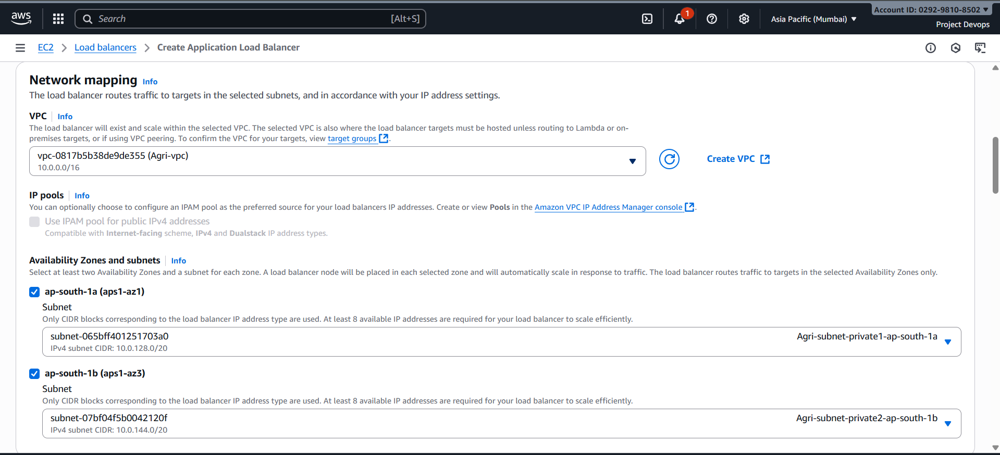 aws
Search [Alt+S]
1
Asia Pacific (Mumbai)
Account ID: 0292-9810-8502
Project Devops
EC2 Load balancers Create Application Load Balancer
Network mapping Info
The load balancer routes traffic to targets in the selected subnets, and in accordance with your IP address settings.
VPC Info
The load balancer will exist and scale within the selected VPC. The selected VPC is also where the load balancer targets must be hosted unless routing to Lambda or on-
premises targets, or if using VPC peering. To confirm the VPC for your targets, view target groups.
vpc-0817b5b38de9de355 (Agri-vpc)
10.0.0.0/16
Create VPC
IP pools Info
You can optionally choose to configure an IPAM pool as the preferred source for your load balancers IP addresses. Create or view Pools in the Amazon VPC IP Address Manager console.
Use IPAM pool for public IPv4 addresses
Compatible with Internet-facing scheme, IPv4 and Dualstack IP address types.
Availability Zones and subnets Info
Select at least two Availability Zones and a subnet for each zone. A load balancer node will be placed in each selected zone and will automatically scale in response to traffic. The load balancer routes traffic to targets in the selected Availability Zones only.
ap-south-1a (aps1-az1)
Subnet
Only CIDR blocks corresponding to the load balancer IP address type are used. At least 8 available IP addresses are required for your load balancer to scale efficiently.
subnet-065bff401251703a0 Agri-subnet-private1-ap-south-1a
IPv4 subnet CIDR: 10.0.128.0/20
ap-south-1b (aps1-az3)
Subnet
Only CIDR blocks corresponding to the load balancer IP address type are used. At least 8 available IP addresses are required for your load balancer to scale efficiently.
subnet-07bf04f5b0042120f Agri-subnet-private2-ap-south-1b
IPv4 subnet CIDR: 10.0.144.0/20